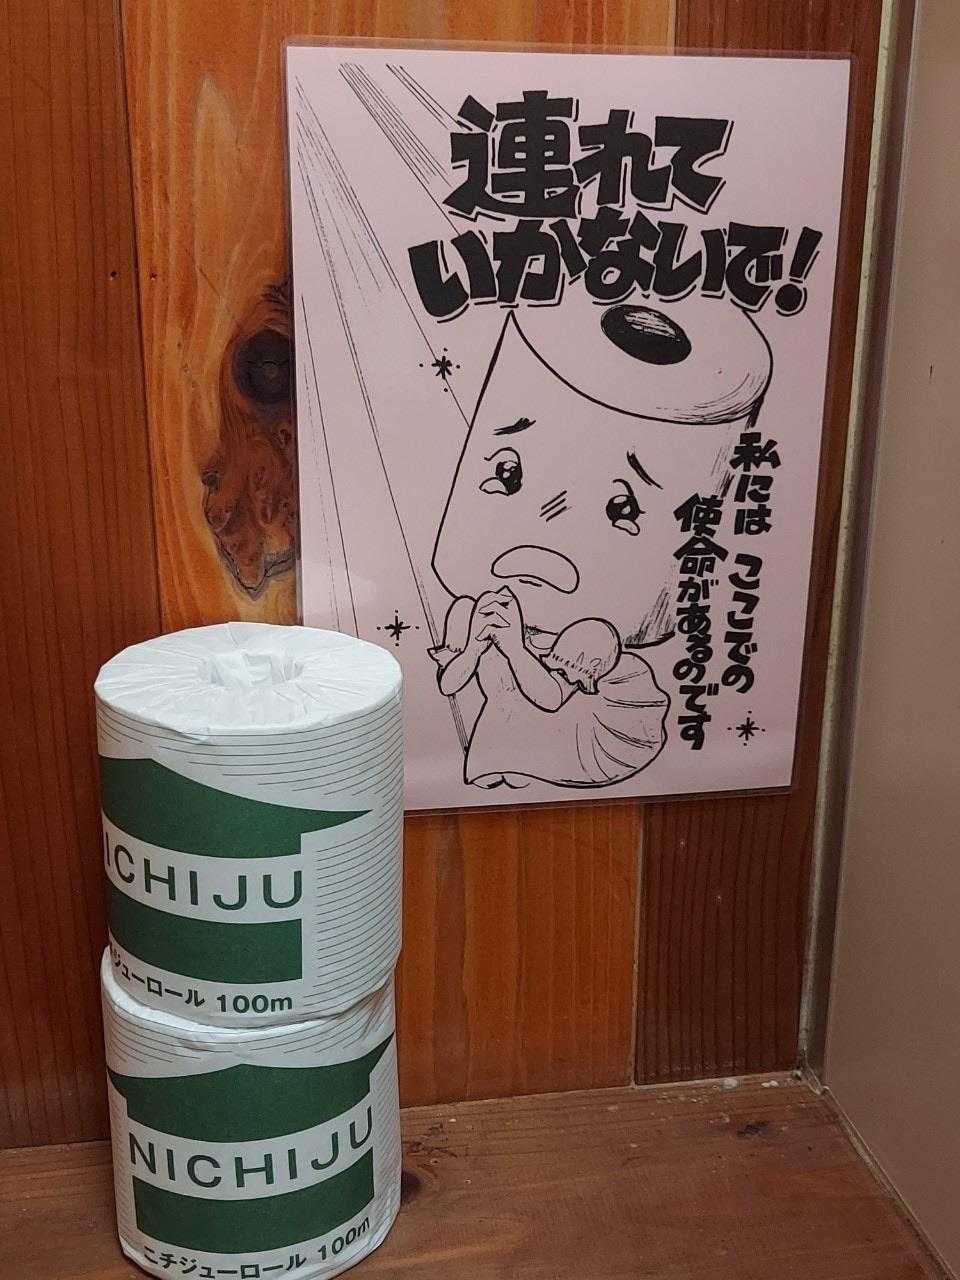 連れて
いかないで!
私には ここでの
使命があるのです
ICHIJU
チジューロール 100m
NICHIJU
ニチジューロール 100m